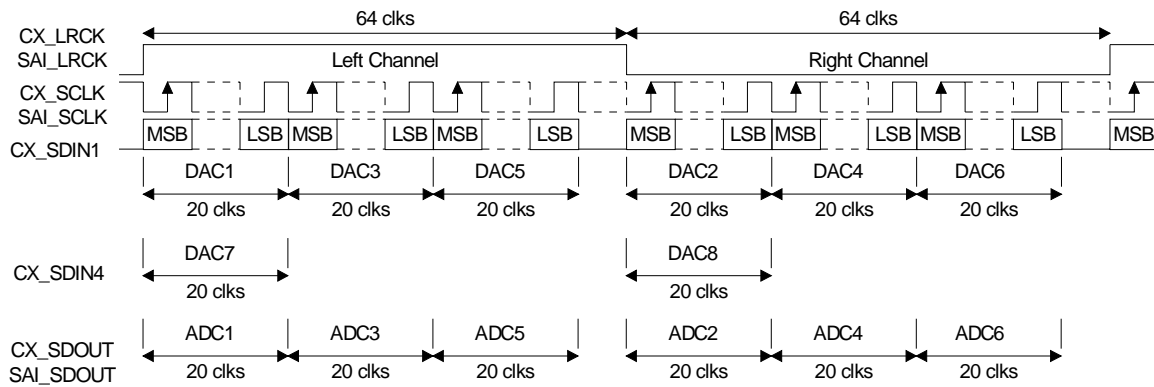 64 clks 64 clks
CX_LRCK
SAI_LRCK Left Channel Right Channel
CX_SCLK
SAI_SCLK
MSB LSB MSB LSB MSB LSB MSB LSB MSB LSB MSB LSB MSB
CX_SDIN1
DAC1 DAC3 DAC5 DAC2 DAC4 DAC6
20 clks 20 clks 20 clks 20 clks 20 clks 20 clks
DAC7 DAC8
CX_SDIN4
20 clks 20 clks
ADC1 ADC3 ADC5 ADC2 ADC4 ADC6
CX_SDOUT
20 clks 20 clks 20 clks 20 clks 20 clks 20 clks
SAI_SDOUT